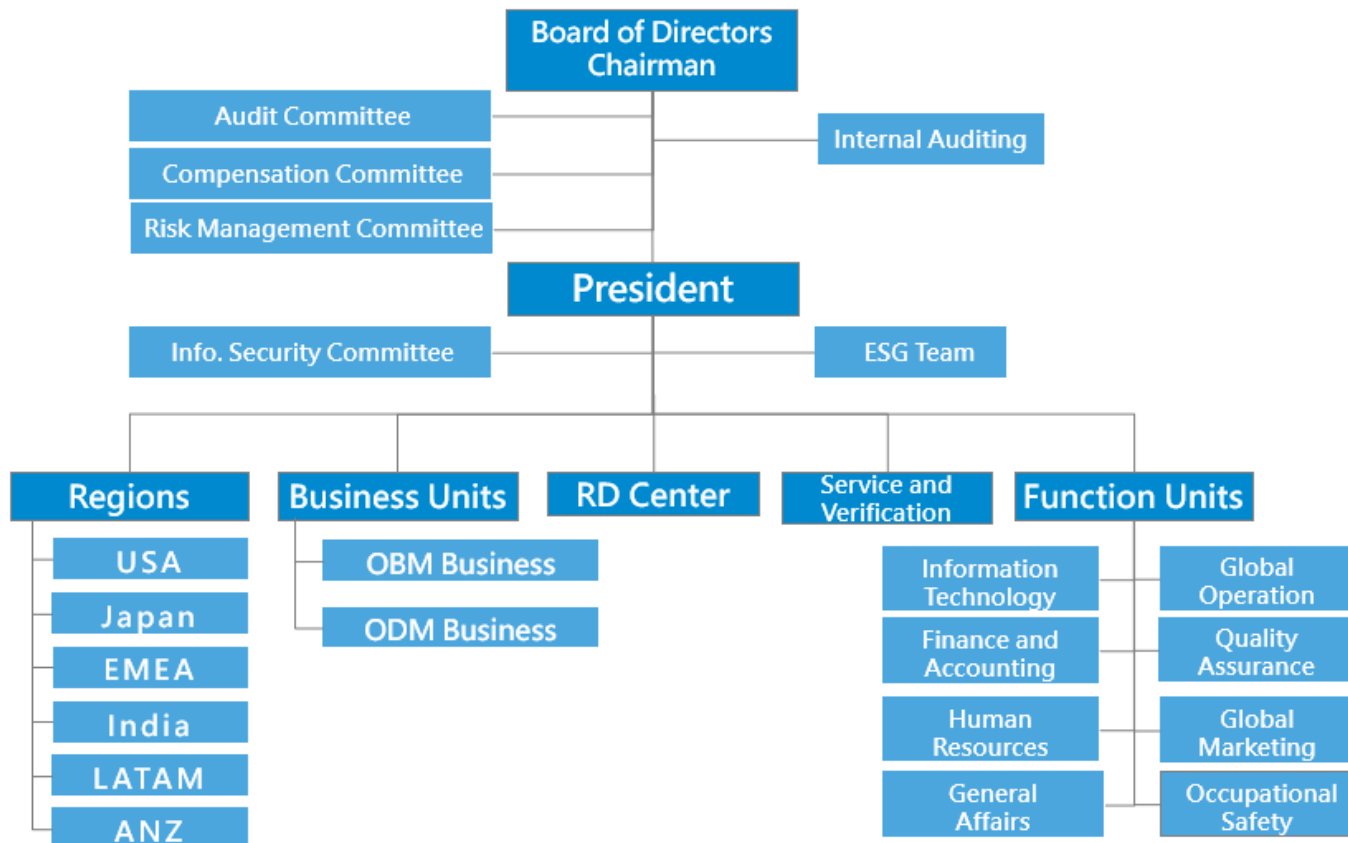 Board of Directors
Chairman
Audit Committee
Internal Auditing
Compensation Committee
Risk Management Committee
President
Info. Security Committee
ESG Team
Regions
Business Units
RD Center
Service and
Verification
Function Units
USA
Japan
EMEA
India
LATAM
ANZ
OBM Business
ODM Business
Information
Technology
Global
Operation
Finance and
Accounting
Quality
Assurance
Human
Resources
Global
Marketing
General
Affairs
Occupational
Safety